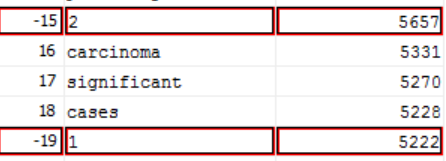 -15 2 5657
16 carcinoma 5331
17 significant 5270
18 cases 5228
-19 1 5222